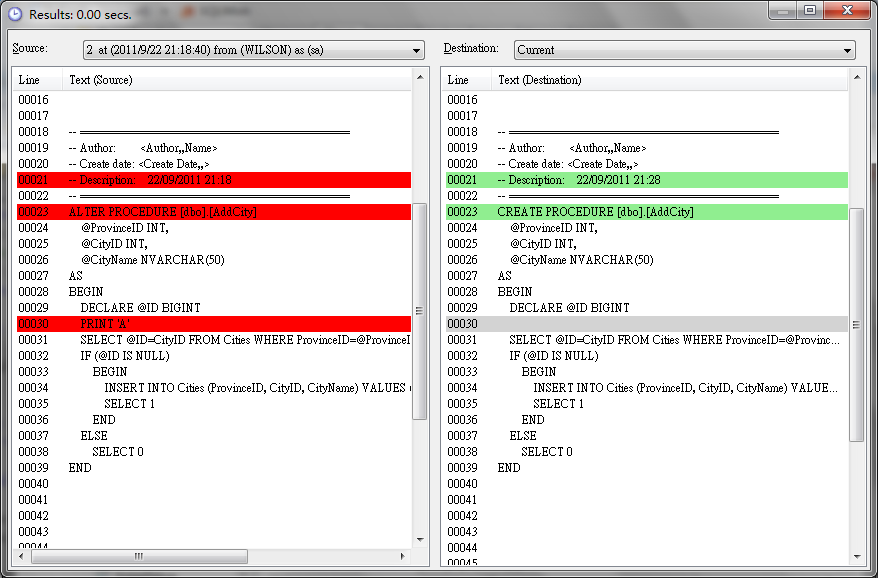 Results: 0.00 secs.
Source: 2 at (2011/9/22 21:18:40) from (WILSON) as (sa)
Destination: Current
Line Text (Source)
00016
00017
00018 -- =============================================
00019 -- Author: <Author,,Name>
00020 -- Create date: <Create Date,,>
00021 -- Description: 22/09/2011 21:18
00022 -- =============================================
00023 ALTER PROCEDURE [dbo].[AddCity]
00024 @ProvinceID INT,
00025 @CityID INT,
00026 @CityName NVARCHAR(50)
00027 AS
00028 BEGIN
00029 DECLARE @ID BIGINT
00030 PRINT 'A'
00031 SELECT @ID=CityID FROM Cities WHERE ProvinceID=@ProvinceI
00032 IF (@ID IS NULL)
00033 BEGIN
00034 INSERT INTO Cities (ProvinceID, CityID, CityName) VALUES
00035 SELECT 1
00036 END
00037 ELSE
00038 SELECT 0
00039 END
00040
00041
00042
00043
00044
Line Text (Destination)
00016
00017
00018 -- =============================================
00019 -- Author: <Author,,Name>
00020 -- Create date: <Create Date,,>
00021 -- Description: 22/09/2011 21:28
00022 -- =============================================
00023 CREATE PROCEDURE [dbo].[AddCity]
00024 @ProvinceID INT,
00025 @CityID INT,
00026 @CityName NVARCHAR(50)
00027 AS
00028 BEGIN
00029 DECLARE @ID BIGINT
00030
00031 SELECT @ID=CityID FROM Cities WHERE ProvinceID=@Provinc...
00032 IF (@ID IS NULL)
00033 BEGIN
00034 INSERT INTO Cities (ProvinceID, CityID, CityName) VALUE...
00035 SELECT 1
00036 END
00037 ELSE
00038 SELECT 0
00039 END
00040
00041
00042
00043
00044
00045